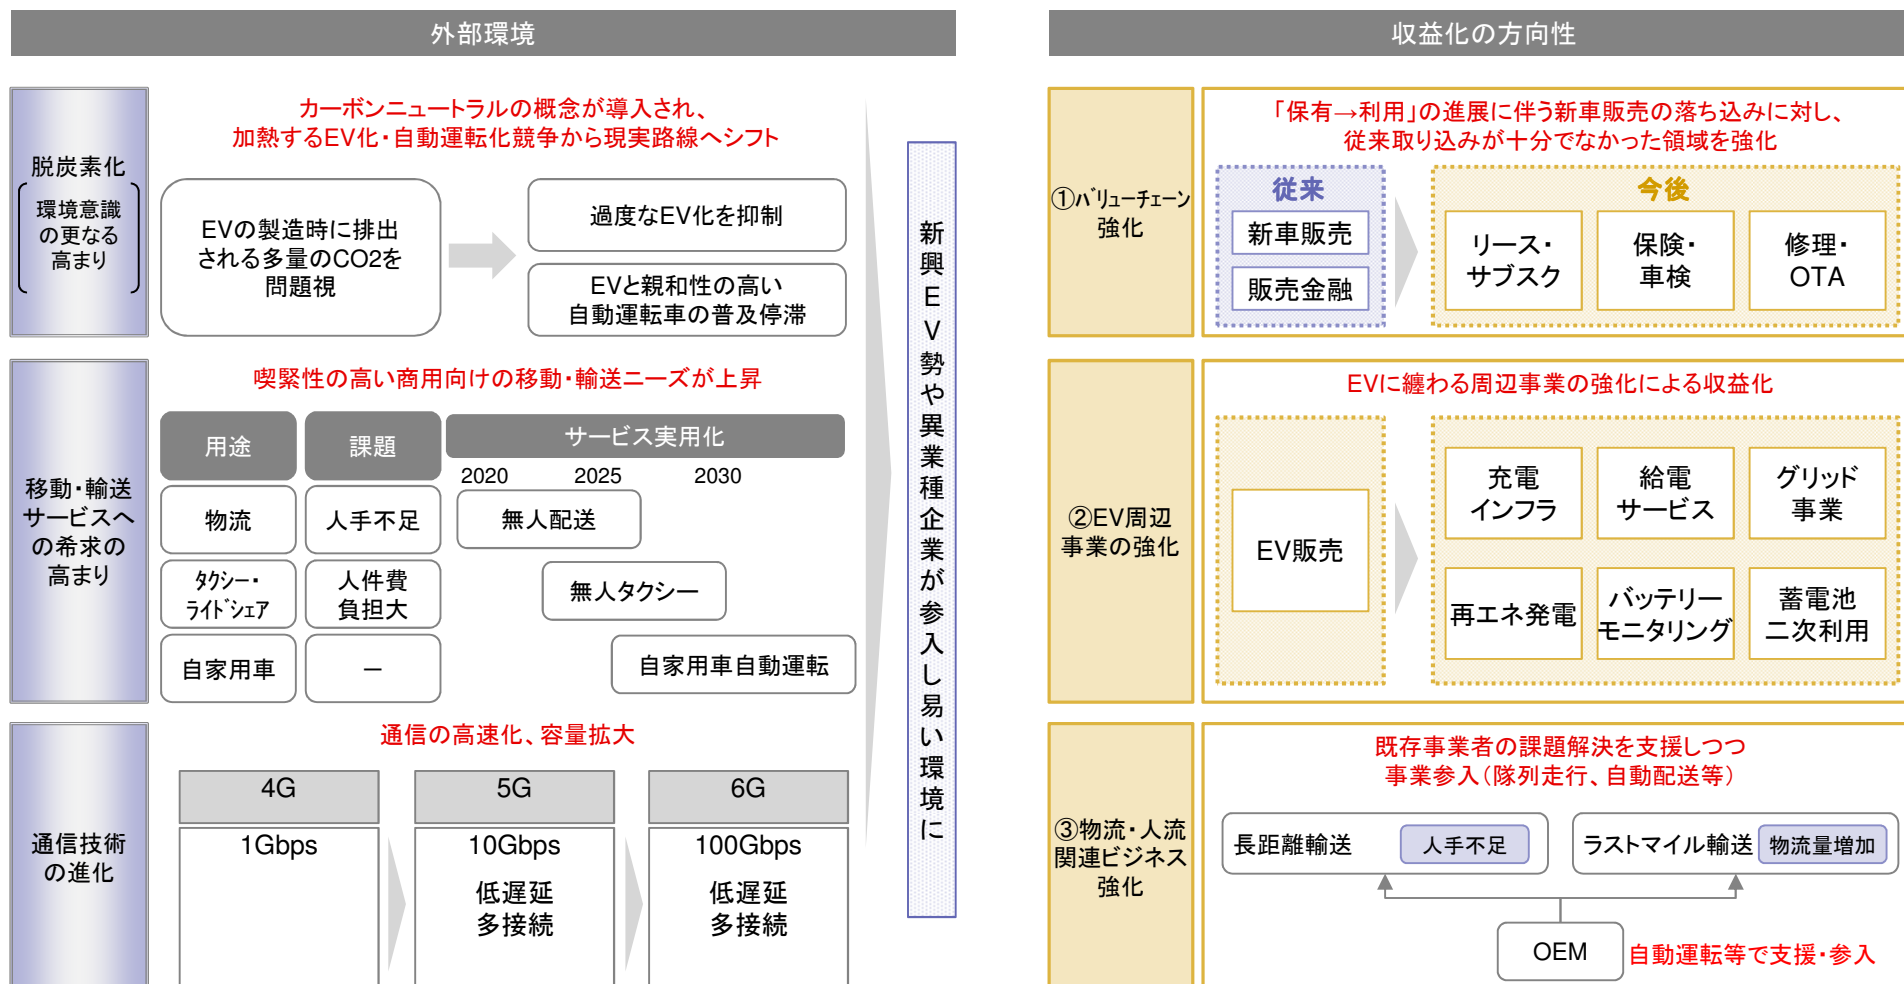 外部環境
脱炭素化
環境意識
の更なる
高まり
カーボンニュートラルの概念が導入され、
加熱するEV化・自動運転化競争から現実路線へシフト
EVの製造時に排出
される多量のCO2を
問題視
過度なEV化を抑制
EVと親和性の高い
自動運転車の普及停滞
移動・輸送
サービスへ
の希求の
高まり
喫緊性の高い商用向けの移動・輸送ニーズが上昇
用途
課題
サービス実用化
2020
2025
2030
物流
人手不足
無人配送
ﾀｸｼｰ・
ﾗｲﾄﾞｼｪｱ
人件費
負担大
無人タクシー
自家用車
－
自家用車自動運転
通信技術
の進化
通信の高速化、容量拡大
4G
1Gbps
5G
10Gbps
低遅延
多接続
6G
100Gbps
低遅延
多接続
新興EV勢や異業種企業が参入し易い環境に
収益化の方向性
①ﾊﾞﾘｭｰﾁｪｰﾝ
強化
「保有→利用」の進展に伴う新車販売の落ち込みに対し、
従来取り込みが十分でなかった領域を強化
従来
新車販売
販売金融
今後
リース・
サブスク
保険・
車検
修理・
OTA
②EV周辺
事業の強化
EVに纏わる周辺事業の強化による収益化
EV販売
充電
インフラ
給電
サービス
グリッド
事業
再エネ発電
バッテリー
モニタリング
蓄電池
二次利用
③物流・人流
関連ビジネス
強化
既存事業者の課題解決を支援しつつ
事業参入（隊列走行、自動配送等）
長距離輸送
人手不足
ラストマイル輸送
物流量増加
OEM
自動運転等で支援・参入